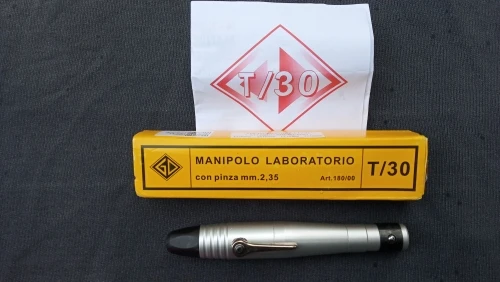 T/30
MANIPOLO LABORATORIO
con pinza mm.2,35
Art.180/00
T/30